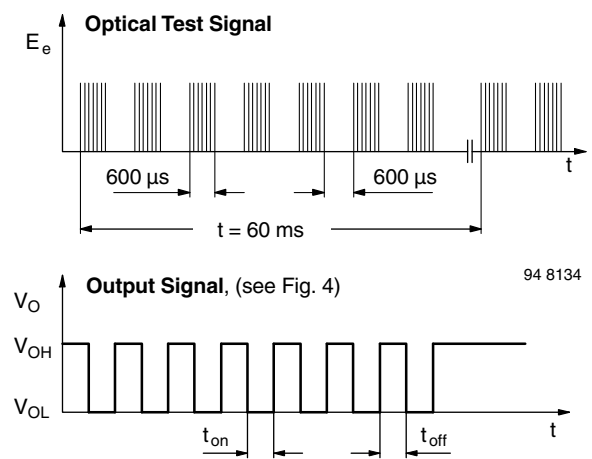 Optical Test Signal
E e
t
600 µs
600 µs
t = 60 ms
94 8134
Output Signal, (see Fig. 4)
V O
V OH
V OL
t on
t off
t